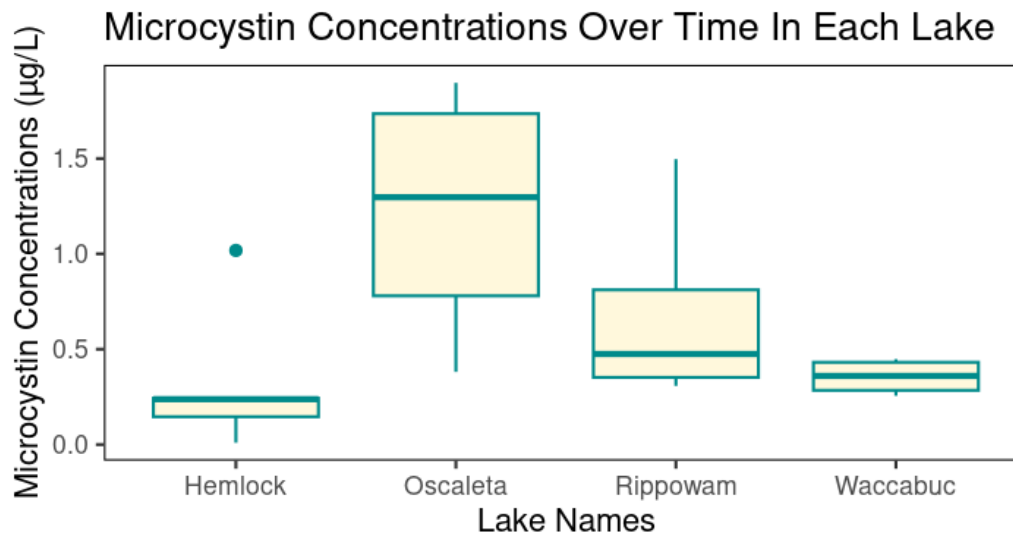 Microcystin Concentrations Over Time In Each Lake
Microcystin Concentrations (µg/L)
1.5
1.0
0.5
0.0
Hemlock Oscaleta Rippowam Waccabuc
Lake Names